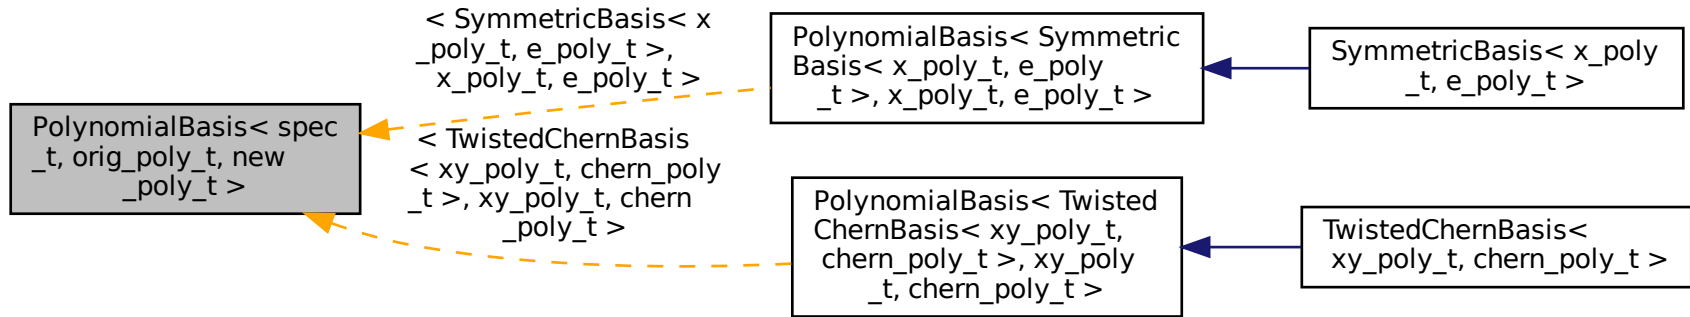 PolynomialBasis< spec
_t, orig_poly_t, new
_poly_t >
< SymmetricBasis< x
_poly_t, e_poly_t >,
x_poly_t, e_poly_t >
< TwistedChernBasis
< xy_poly_t, chern_poly
_t >, xy_poly_t, chern
_poly_t >
PolynomialBasis< Symmetric
Basis< x_poly_t, e_poly
_t >, x_poly_t, e_poly_t >
PolynomialBasis< Twisted
ChernBasis< xy_poly_t,
chern_poly_t >, xy_poly
_t, chern_poly_t >
SymmetricBasis< x_poly
_t, e_poly_t >
TwistedChernBasis<
xy_poly_t, chern_poly_t >